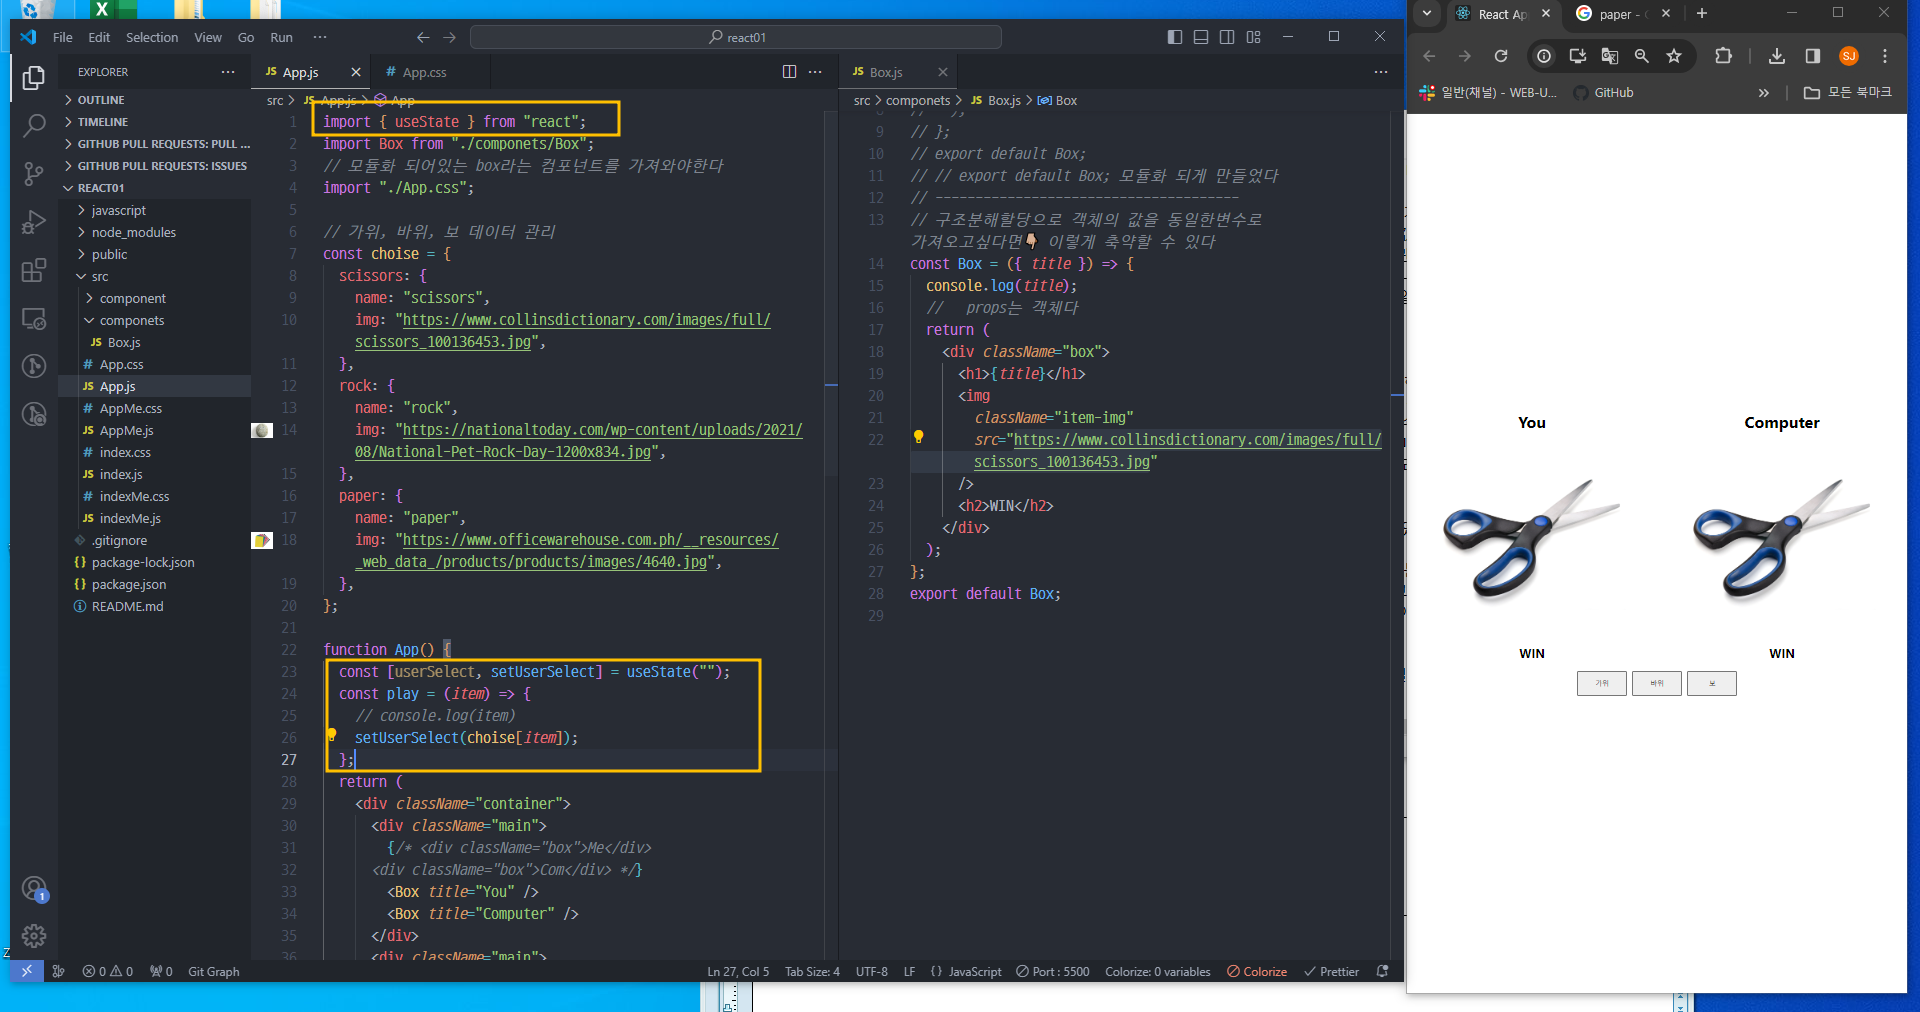 File Edit Selection View Go Run ··· react01
EXPLORER ···
OUTLINE
TIMELINE
GITHUB PULL REQUESTS: PULL ...
GITHUB PULL REQUESTS: ISSUES
REACT01
javascript
node_modules
public
src
component
componets
JS Box.js
# App.css
JS App.js
# AppMe.css
JS AppMe.js
# index.css
JS index.js
# indexMe.css
JS indexMe.js
.gitignore
{} package-lock.json
{} package.json
README.md
JS App.js # App.css ···
src > JS App.js > App
1 import { useState } from "react";
2 import Box from "./componets/Box";
3 // 모듈화 되어있는 box라는 컴포넌트를 가져와야한다
4 import "./App.css";
5
6 // 가위, 바위, 보 데이터 관리
7 const choise = {
8 scissors: {
9 name: "scissors",
10 img: "https://www.collinsdictionary.com/images/full/
scissors_100136453.jpg",
11 },
12 rock: {
13 name: "rock",
14 img: "https://nationaltoday.com/wp-content/uploads/2021/
08/National-Pet-Rock-Day-1200x834.jpg",
15 },
16 paper: {
17 name: "paper",
18 img: "https://www.officewarehouse.com.ph/__resources/
_web_data_/products/products/images/4640.jpg",
19 },
20 };
21
22 function App() {
23 const [userSelect, setUserSelect] = useState("");
24 const play = (item) => {
25 // console.log(item)
26 setUserSelect(choise[item]);
27 };
28 return (
29 <div className="container">
30 <div className="main">
31 {/* <div className="box">Me</div>
32 <div className="box">Com</div> */}
33 <Box title="You" />
34 <Box title="Computer" />
35 </div>
36 <div className="main">
JS Box.js ···
src > componets > JS Box.js > Box
8 // );
9 // };
10 // export default Box;
11 // // export default Box; 모듈화 되게 만들었다
12 // --------------------------------------
13 // 구조분해할당으로 객체의 값을 동일한변수로
가져오고싶다면👇🏼 이렇게 축약할 수 있다
14 const Box = ({ title }) => {
15 console.log(title);
16 // props는 객체다
17 return (
18 <div className="box">
19 <h1>{title}</h1>
20 <img
21 className="item-img"
22 src="https://www.collinsdictionary.com/images/full/
scissors_100136453.jpg"
23 />
24 <h2>WIN</h2>
25 </div>
26 );
27 };
28 export default Box;
29
1
0 0 0 Git Graph Ln 27, Col 5 Tab Size: 4 UTF-8 LF {} JavaScript Port : 5500 Colorize: 0 variables Colorize Prettier
React Ap paper -
SJ
일반(채널) - WEB-U... GitHub » 모든 북마크
You Computer
WIN WIN
가위 바위 보